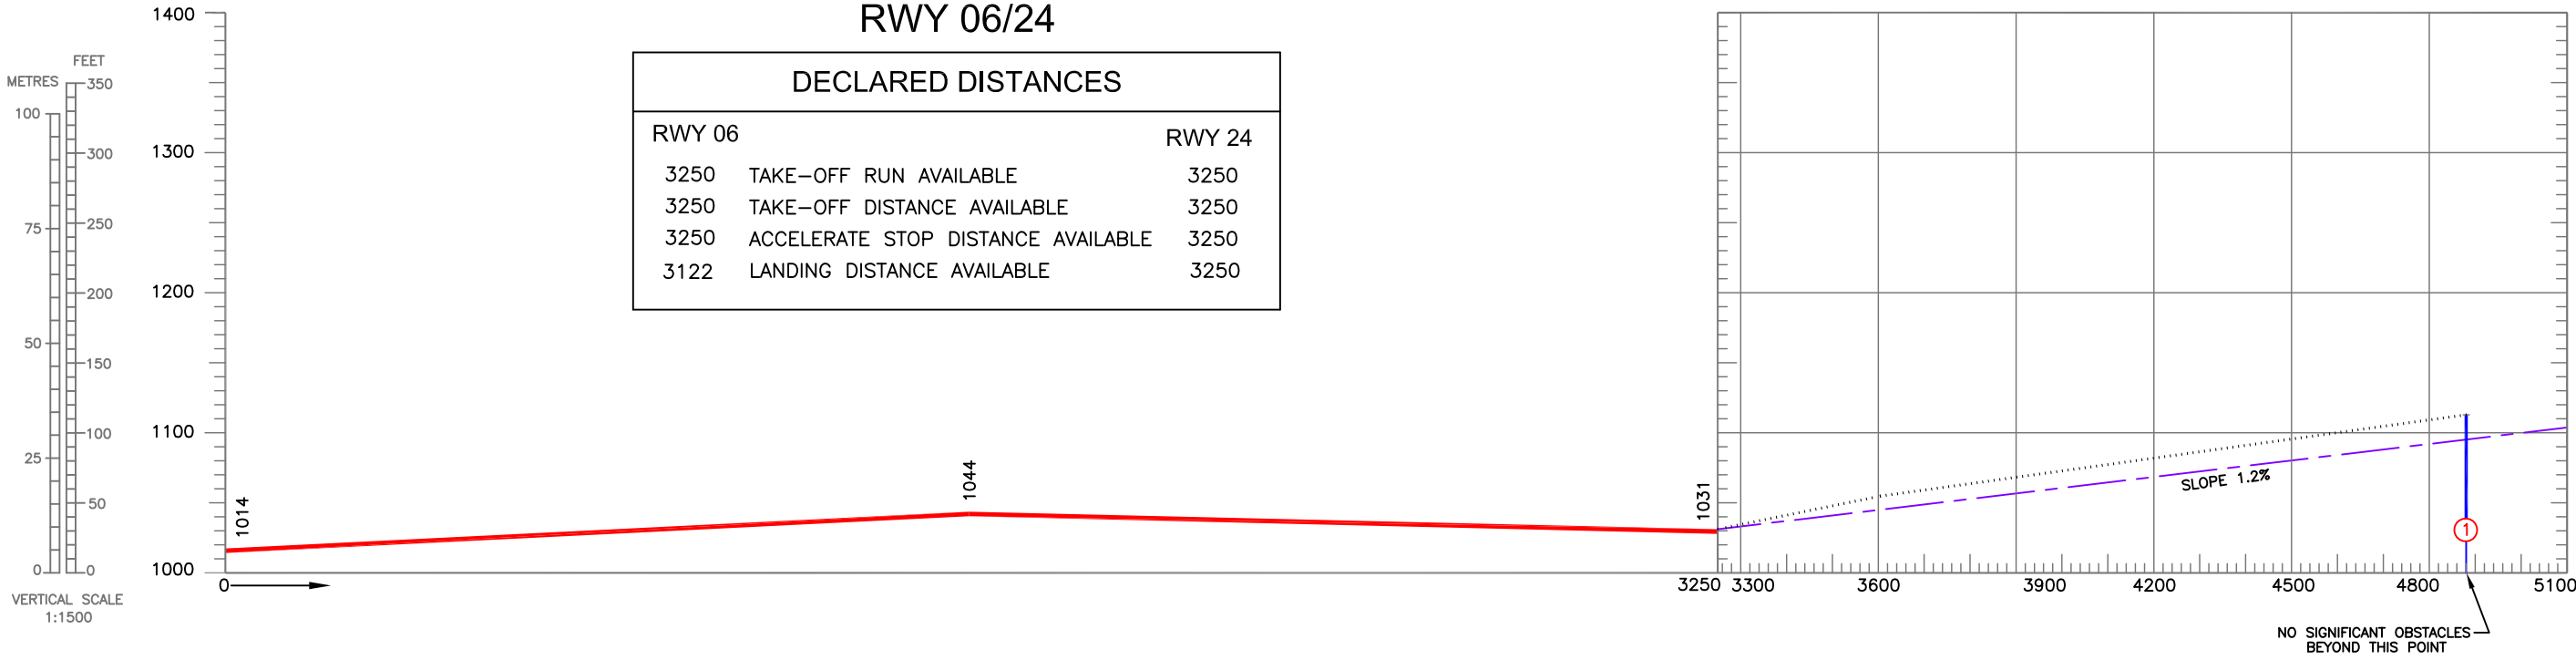 RWY 06/24
DECLARED DISTANCES
RWY 06 RWY 24
3250 TAKE-OFF RUN AVAILABLE 3250
3250 TAKE-OFF DISTANCE AVAILABLE 3250
3250 ACCELERATE STOP DISTANCE AVAILABLE 3250
3122 LANDING DISTANCE AVAILABLE 3250
METRES
100
75
50
25
0
FEET
350
300
250
200
150
100
50
0
VERTICAL SCALE
1:1500
1400
1300
1200
1100
1000
1014
1044
1031
SLOPE 1.2%
1
0
3250 3300 3600 3900 4200 4500 4800 5100
NO SIGNIFICANT OBSTACLES
BEYOND THIS POINT